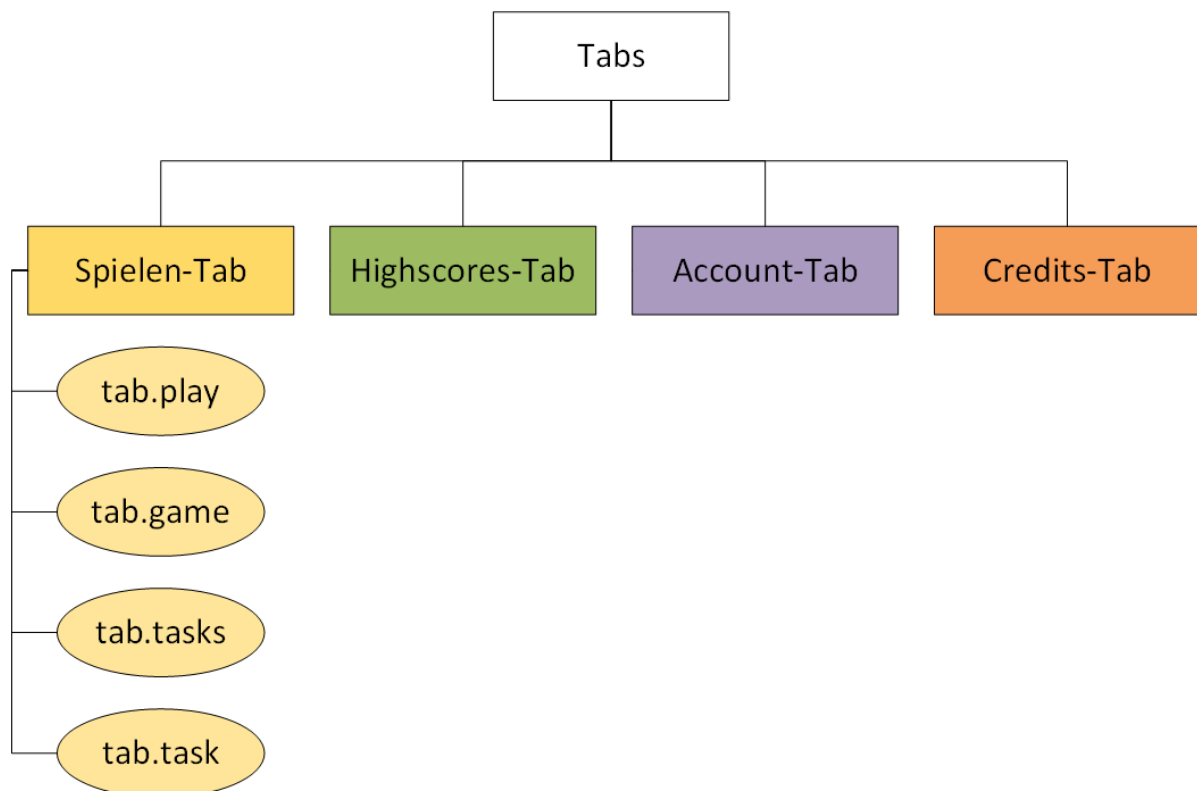 Tabs
Spielen-Tab
Highscores-Tab
Account-Tab
Credits-Tab
tab.play
tab.game
tab.tasks
tab.task